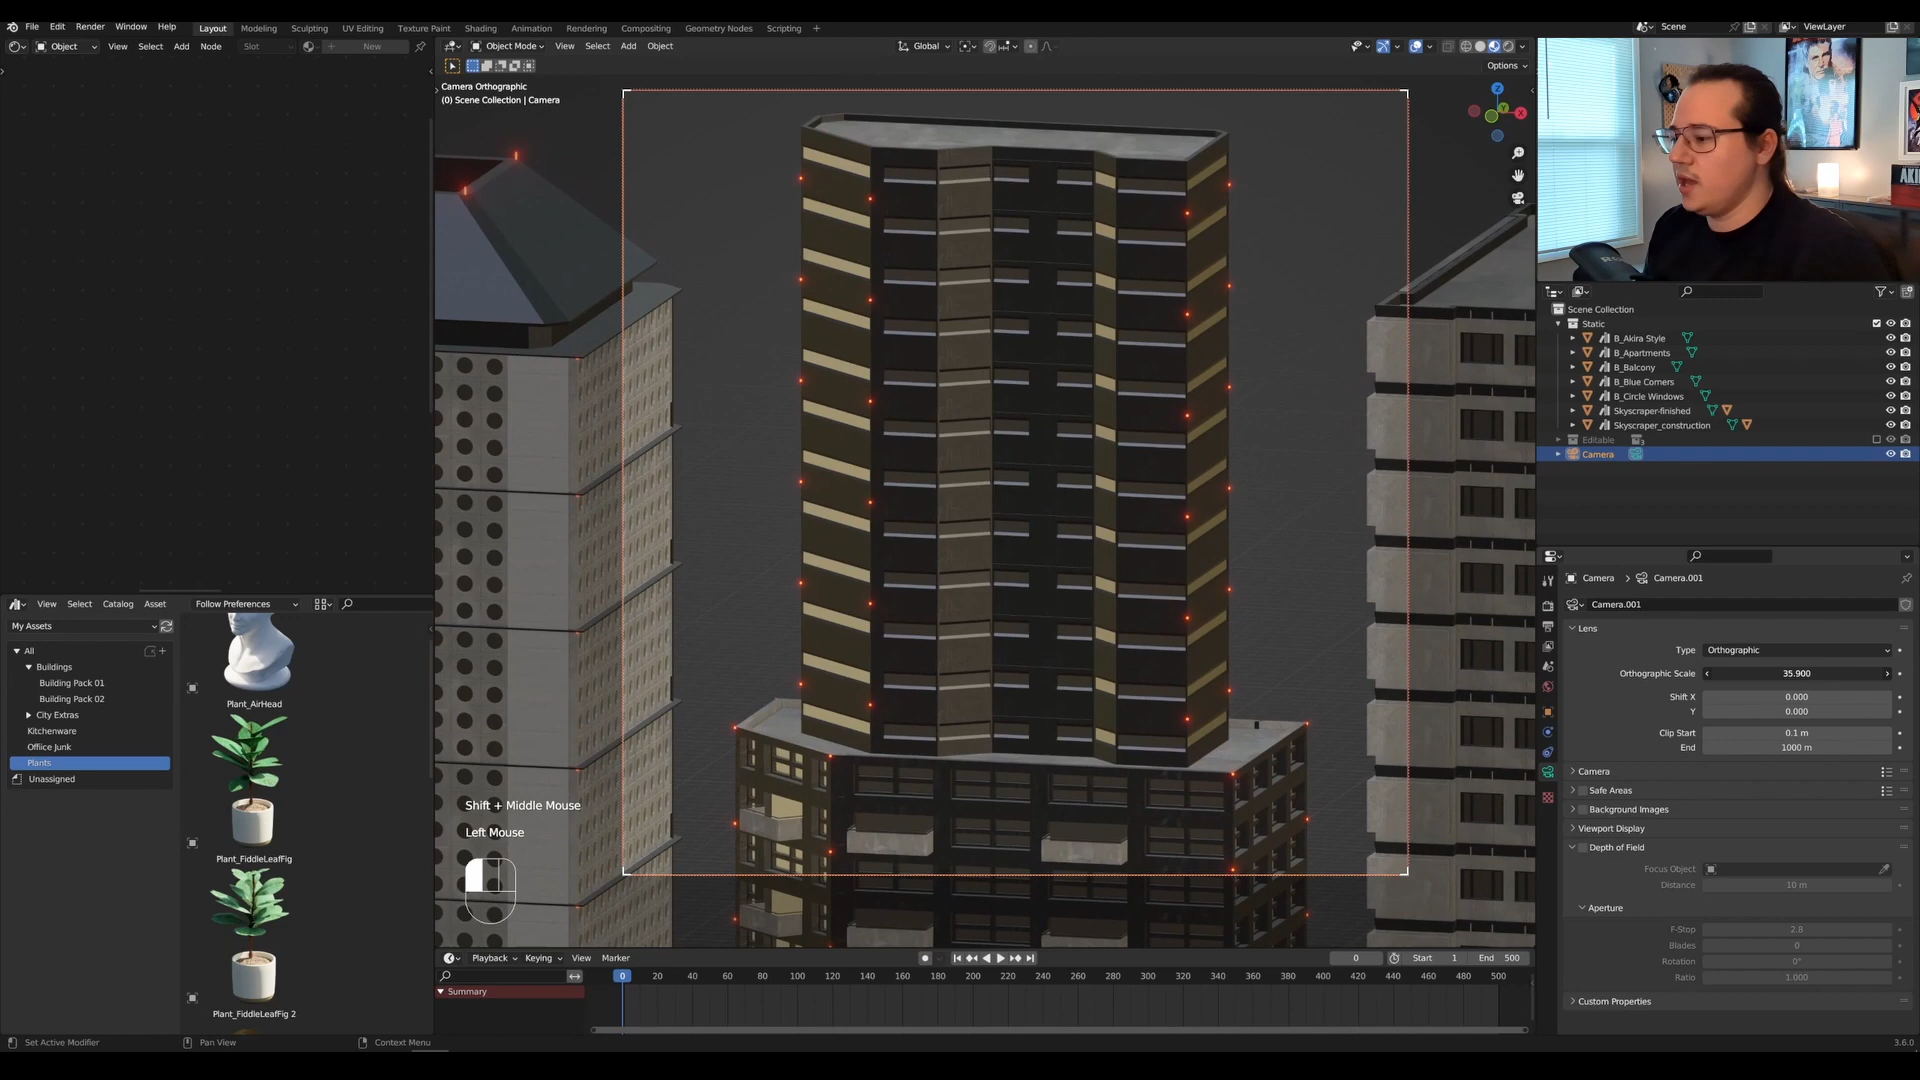 File Edit Render Window Help Layout Modeling Sculpting UV Editing Texture Paint Shading Animation Rendering Compositing Geometry Nodes Scripting +
Scene
ViewLayer
Object View Select Add Node Slot New
Object Mode View Select Add Object
Global
Options
Camera Orthographic
(0) Scene Collection | Camera
Z
Y
X
Shift + Middle Mouse
Left Mouse
Scene Collection
Static
B_Akira Style
B_Apartments
B_Balcony
B_Blue Corners
B_Circle Windows
Skyscraper-finished
Skyscraper_construction
Editable 3
Camera
View Select Catalog Asset Follow Preferences
My Assets
All
Buildings
Building Pack 01
Building Pack 02
City Extras
Kitchenware
Office Junk
Plants
Unassigned
Plant_AirHead
Plant_FiddleLeafFig
Plant_FiddleLeafFig 2
Camera > Camera.001
Camera.001
Lens
Type Orthographic
Orthographic Scale 35.900
Shift X 0.000
Y 0.000
Clip Start 0.1 m
End 1000 m
Camera
Safe Areas
Background Images
Viewport Display
Depth of Field
Focus Object
Distance 10 m
Aperture
F-Stop 2.8
Blades 0
Rotation 0°
Ratio 1.000
Custom Properties
Playback Keying View Marker
0 Start 1 End 500
0 20 40 60 80 100 120 140 160 180 200 220 240 260 280 300 320 340 360 380 400 420 440 460 480 500
Summary
Set Active Modifier Pan View Context Menu
3.6.0